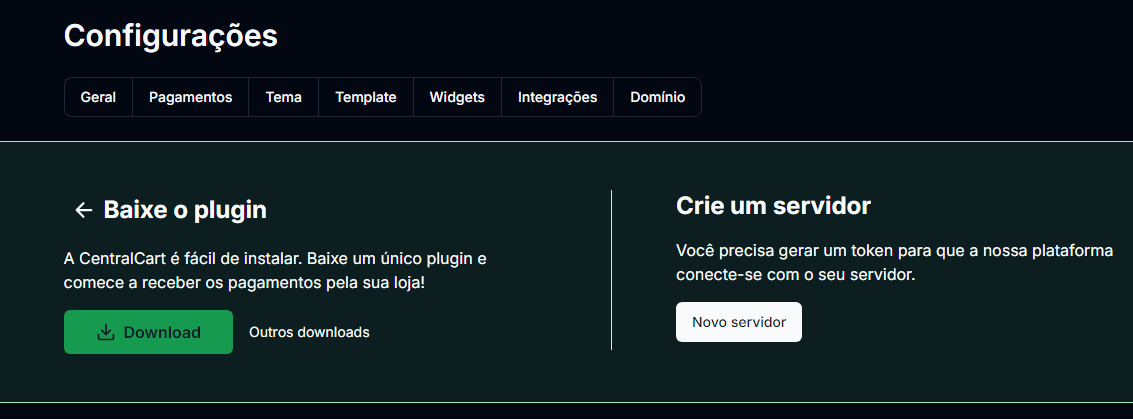 Configurações
Geral
Pagamentos
Tema
Template
Widgets
Integrações
Domínio
Baixe o plugin
A CentralCart é fácil de instalar. Baixe um único plugin e
comece a receber os pagamentos pela sua loja!
Download
Outros downloads
Crie um servidor
Você precisa gerar um token para que a nossa plataforma
conecte-se com o seu servidor.
Novo servidor